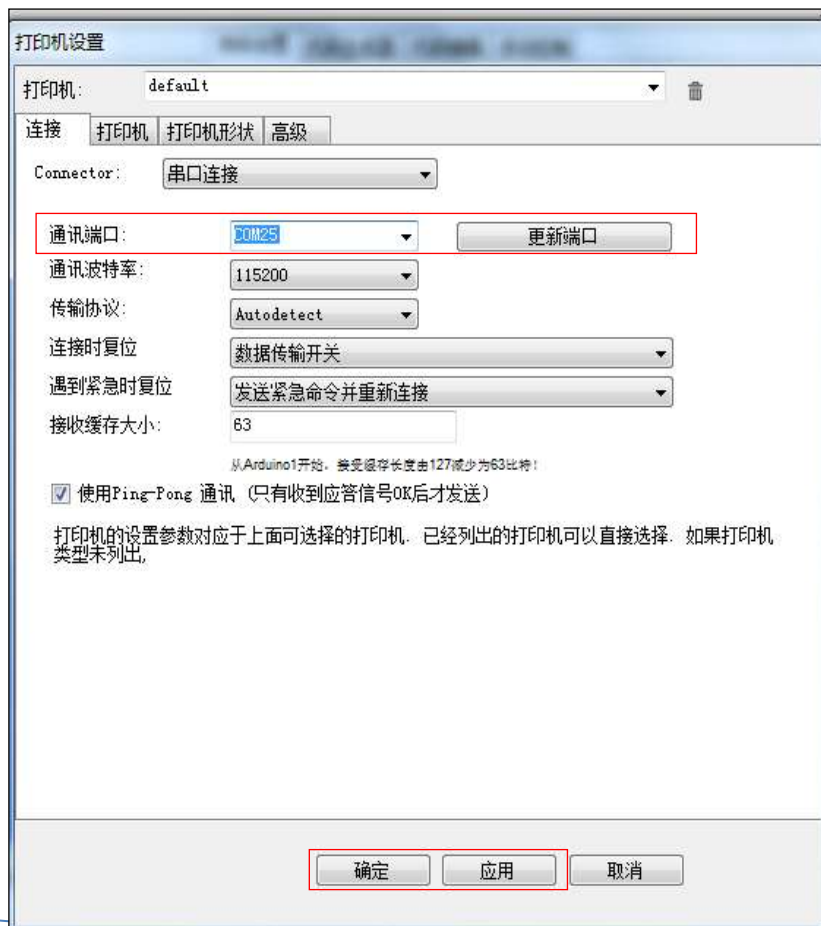 打印机设置
打印机: default
连接 打印机 打印机形状 高级
Connector: 串口连接
通讯端口: COM25 更新端口
通讯波特率: 115200
传输协议: Autodetect
连接时复位 数据传输开关
遇到紧急时复位 发送紧急命令并重新连接
接收缓存大小: 63
从Arduino1开始，接受缓存长度由127减少为63比特!
使用Ping-Pong 通讯 (只有收到应答信号OK后才发送)
打印机的设置参数对应于上面可选择的打印机. 已经列出的打印机可以直接选择. 如果打印机
类型未列出,
确定 应用 取消